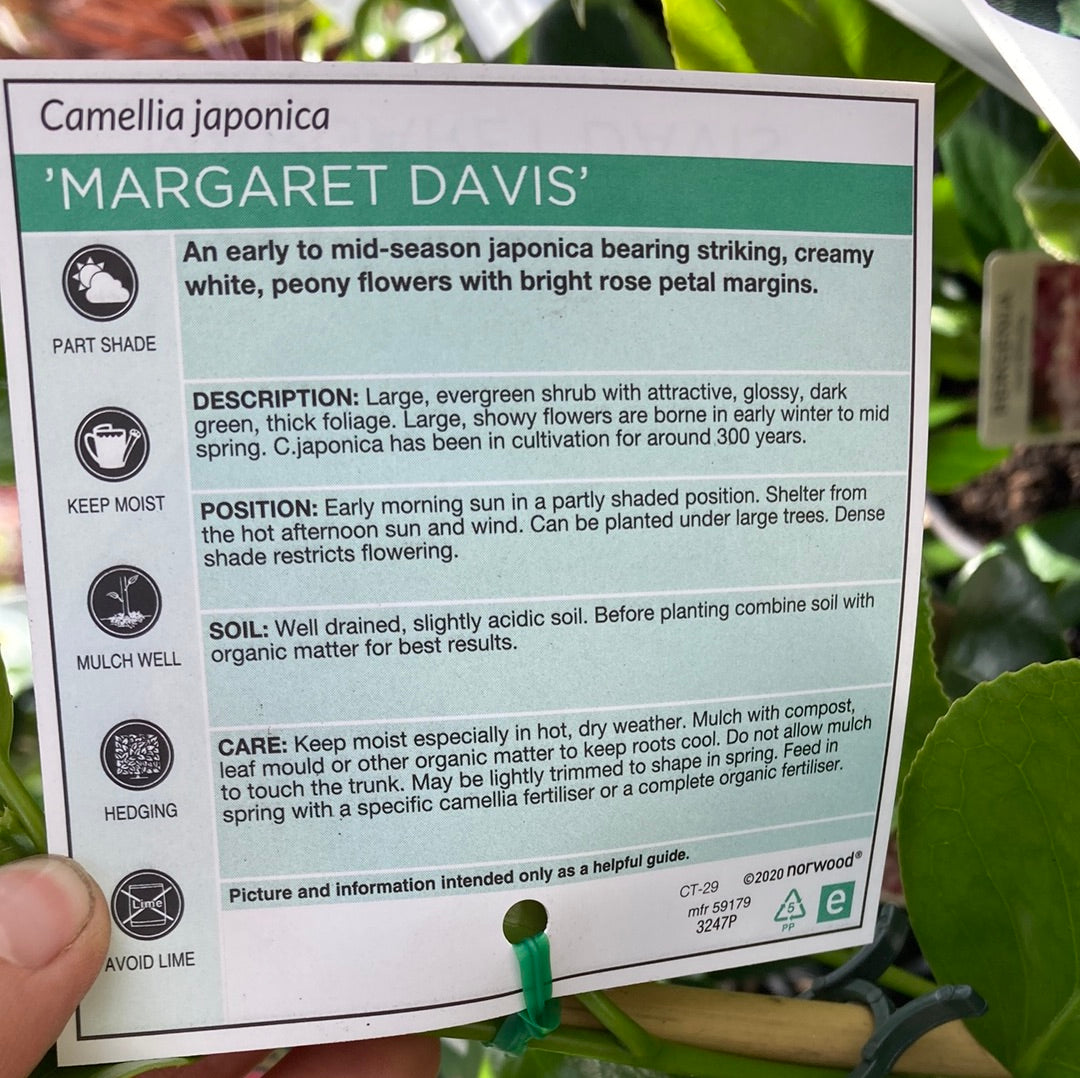 Camellia japonica
'MARGARET DAVIS'
An early to mid-season japonica bearing striking, creamy
white, peony flowers with bright rose petal margins.
PART SHADE
DESCRIPTION: Large, evergreen shrub with attractive, glossy, dark
green, thick foliage. Large, showy flowers are borne in early winter to mid
spring. C.japonica has been in cultivation for around 300 years.
KEEP MOIST
POSITION: Early morning sun in a partly shaded position. Shelter from
the hot afternoon sun and wind. Can be planted under large trees. Dense
shade restricts flowering.
MULCH WELL
SOIL: Well drained, slightly acidic soil. Before planting combine soil with
organic matter for best results.
HEDGING
CARE: Keep moist especially in hot, dry weather. Mulch with compost,
leaf mould or other organic matter to keep roots cool. Do not allow mulch
to touch the trunk. May be lightly trimmed to shape in spring. Feed in
spring with a specific camellia fertiliser or a complete organic fertiliser.
Lime
AVOID LIME
Picture and information intended only as a helpful guide.
CT-29 ©2020 norwood®
mfr 59179
3247P
5
PP
e